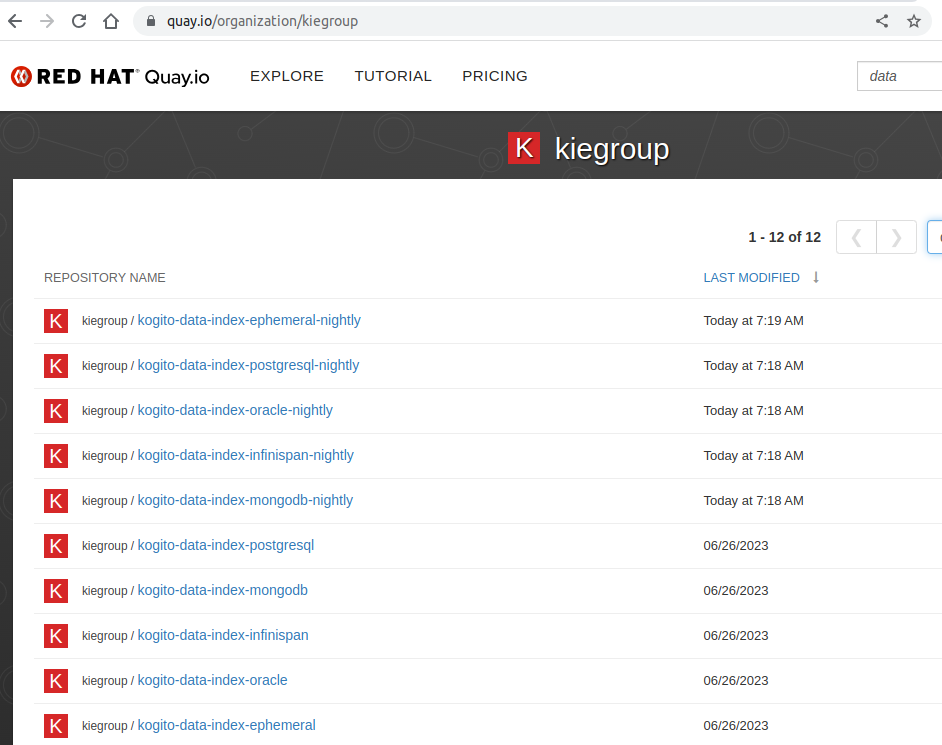 quay.io/organization/kiegroup
RED HAT Quay.io EXPLORE TUTORIAL PRICING data
K kiegroup
1 - 12 of 12
REPOSITORY NAME LAST MODIFIED ↓
K kiegroup / kogito-data-index-ephemeral-nightly Today at 7:19 AM
K kiegroup / kogito-data-index-postgresql-nightly Today at 7:18 AM
K kiegroup / kogito-data-index-oracle-nightly Today at 7:18 AM
K kiegroup / kogito-data-index-infinispan-nightly Today at 7:18 AM
K kiegroup / kogito-data-index-mongodb-nightly Today at 7:18 AM
K kiegroup / kogito-data-index-postgresql 06/26/2023
K kiegroup / kogito-data-index-mongodb 06/26/2023
K kiegroup / kogito-data-index-infinispan 06/26/2023
K kiegroup / kogito-data-index-oracle 06/26/2023
K kiegroup / kogito-data-index-ephemeral 06/26/2023